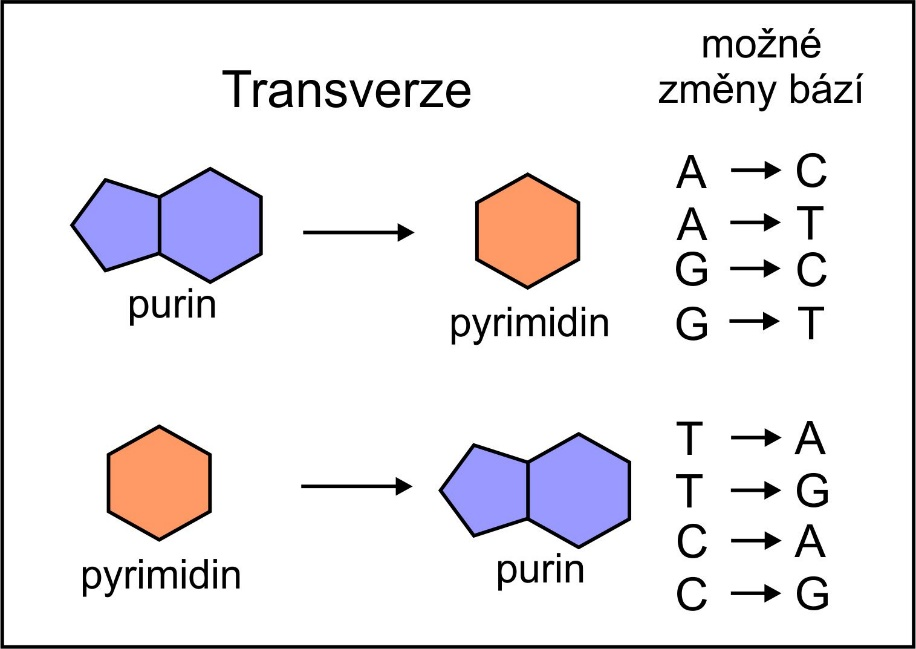 Transverze
možné
změny bází
purin
pyrimidin
A → C
A → T
G → C
G → T
pyrimidin
purin
T → A
T → G
C → A
C → G